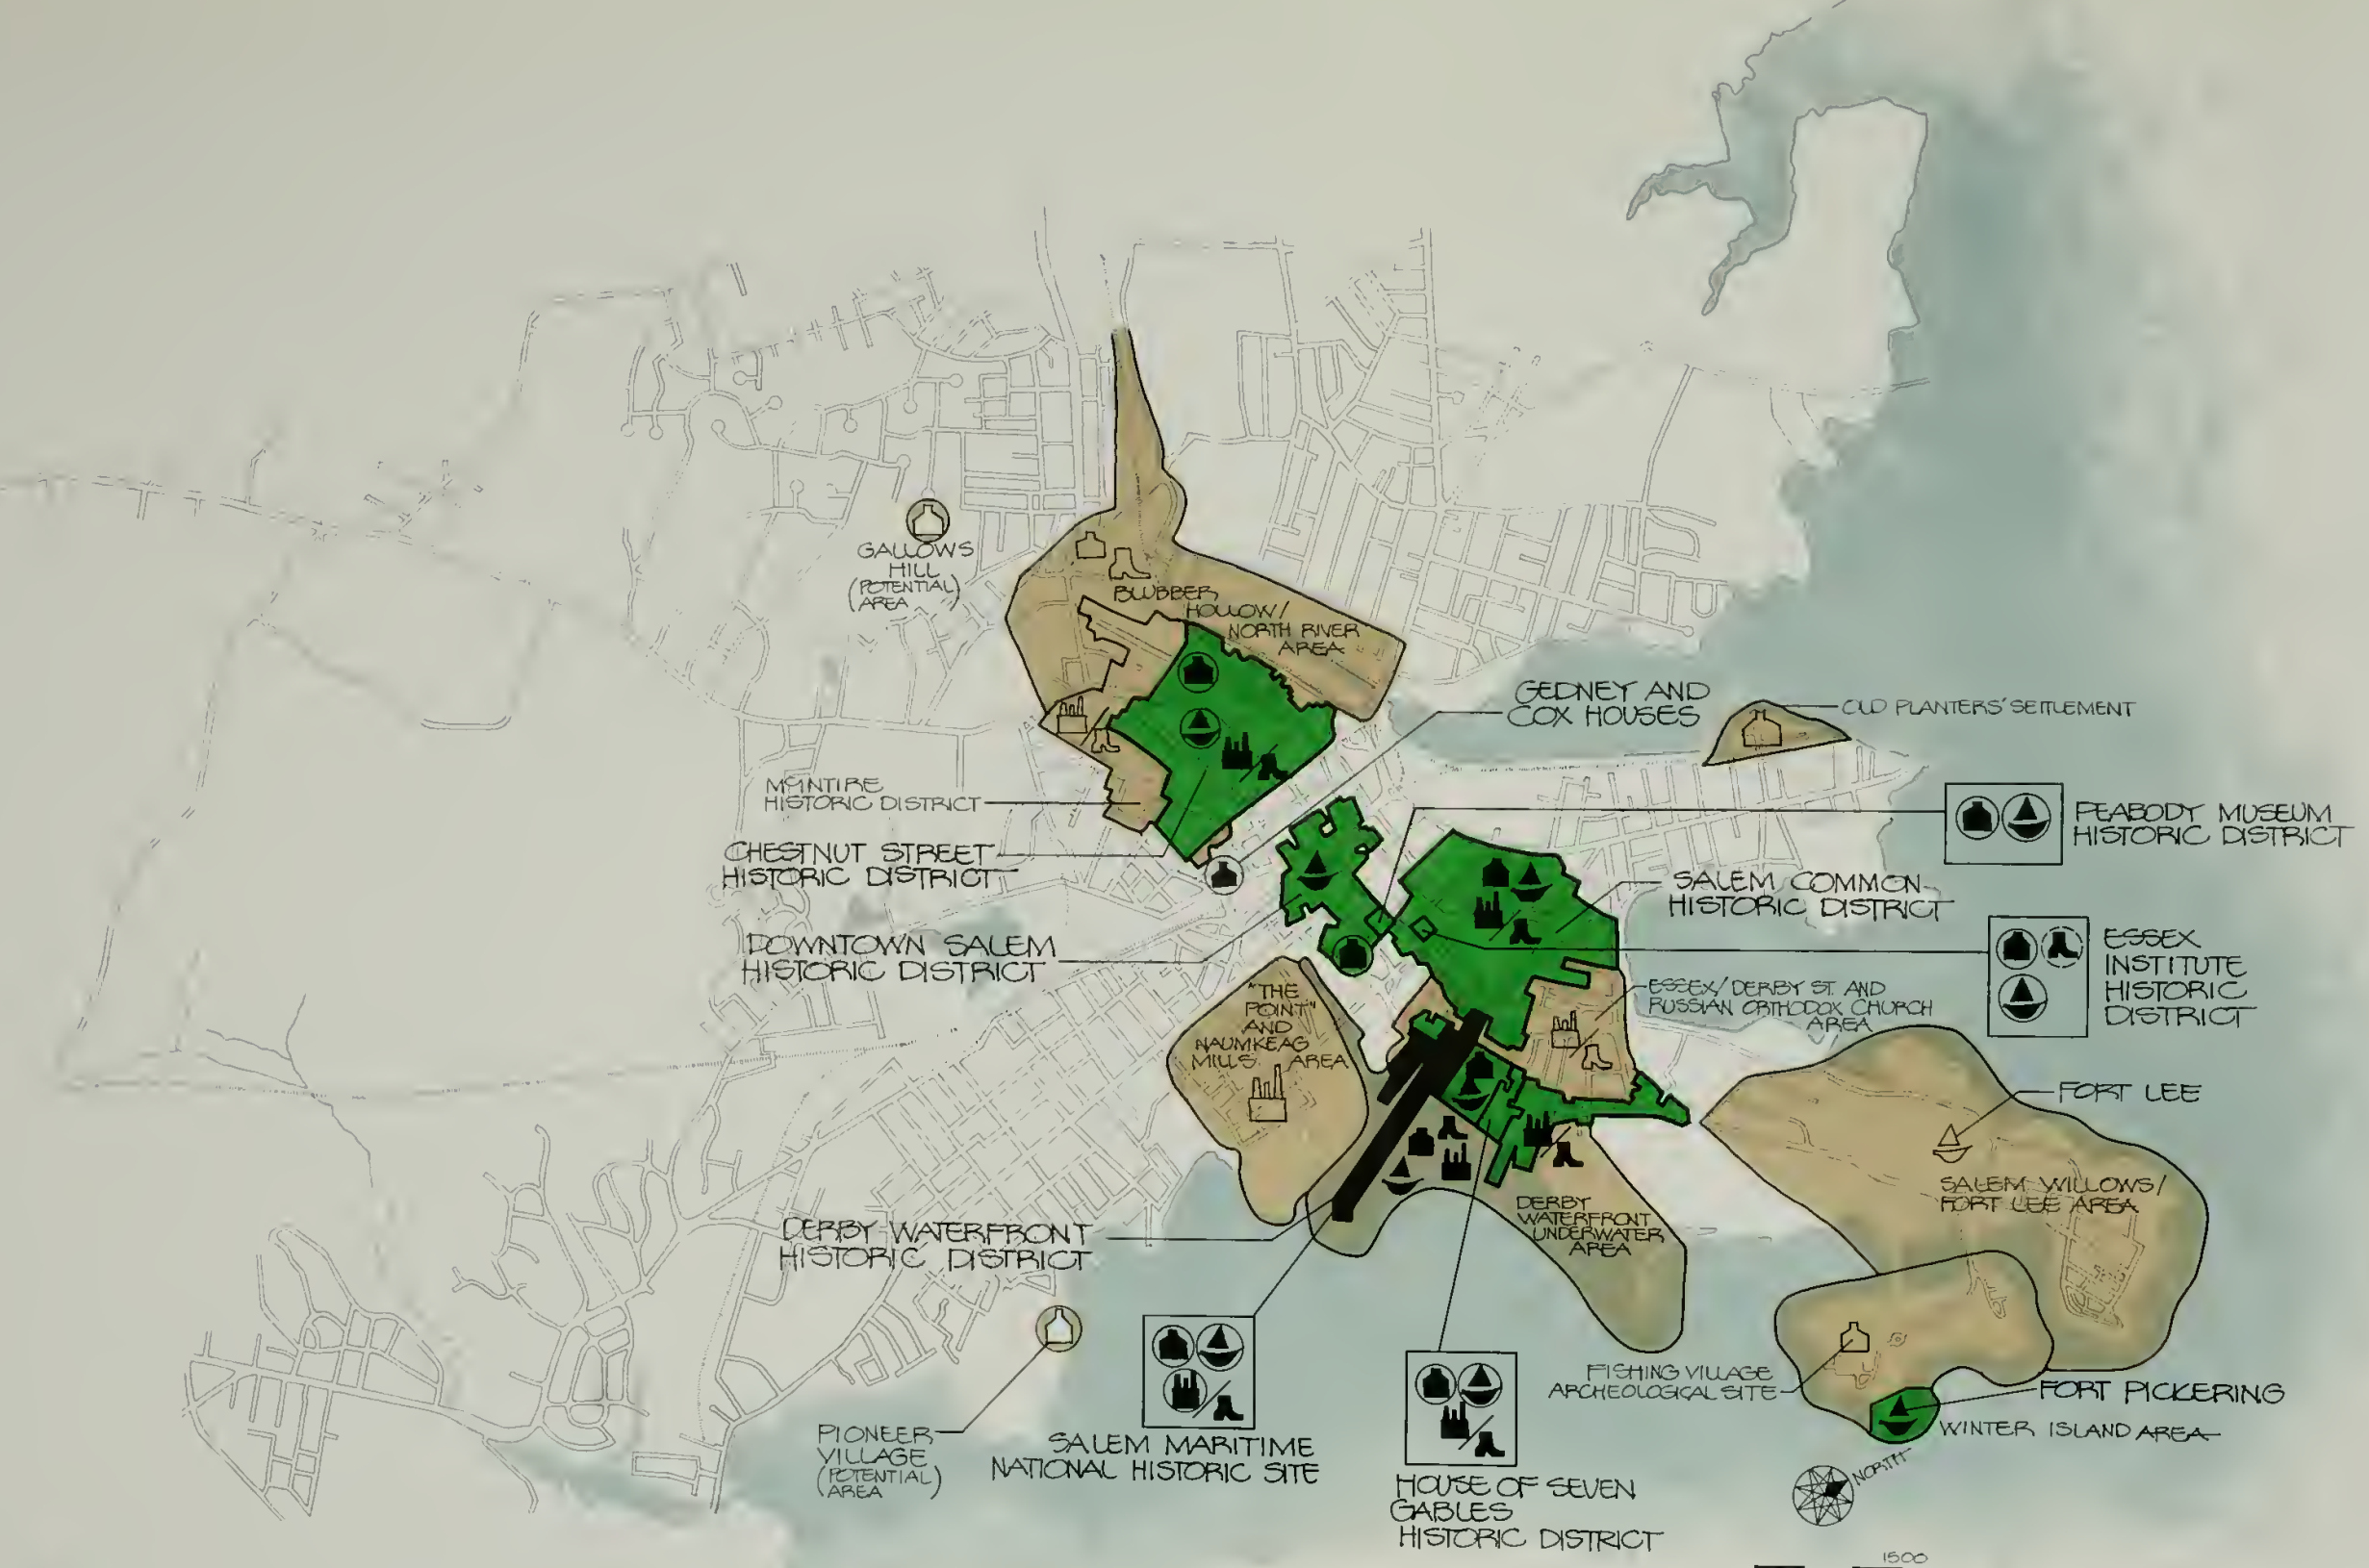 GALLOWS
HILL
(POTENTIAL)
AREA
BLUBBER
HOLLOW/
NORTH RIVER
AREA
GEDNEY AND
COX HOUSES
OLD PLANTERS' SETTLEMENT
MCINTIRE
HISTORIC DISTRICT
PEABODY MUSEUM
HISTORIC DISTRICT
CHESTNUT STREET
HISTORIC DISTRICT
SALEM COMMON
HISTORIC DISTRICT
DOWNTOWN SALEM
HISTORIC DISTRICT
ESSEX
INSTITUTE
HISTORIC
DISTRICT
"THE
POINT"
AND
NAUMKEAG
MILLS AREA
ESSEX/DERBY ST. AND
RUSSIAN ORTHODOX CHURCH
AREA
FORT LEE
SALEM WILLOWS/
FORT LEE AREA
DERBY WATERFRONT
HISTORIC DISTRICT
DERBY
WATERFRONT
UNDERWATER
AREA
FISHING VILLAGE
ARCHEOLOGICAL SITE
FORT PICKERING
WINTER ISLAND AREA
PIONEER
VILLAGE
(POTENTIAL)
AREA
SALEM MARITIME
NATIONAL HISTORIC SITE
HOUSE OF SEVEN
GABLES
HISTORIC DISTRICT
NORTH
1500